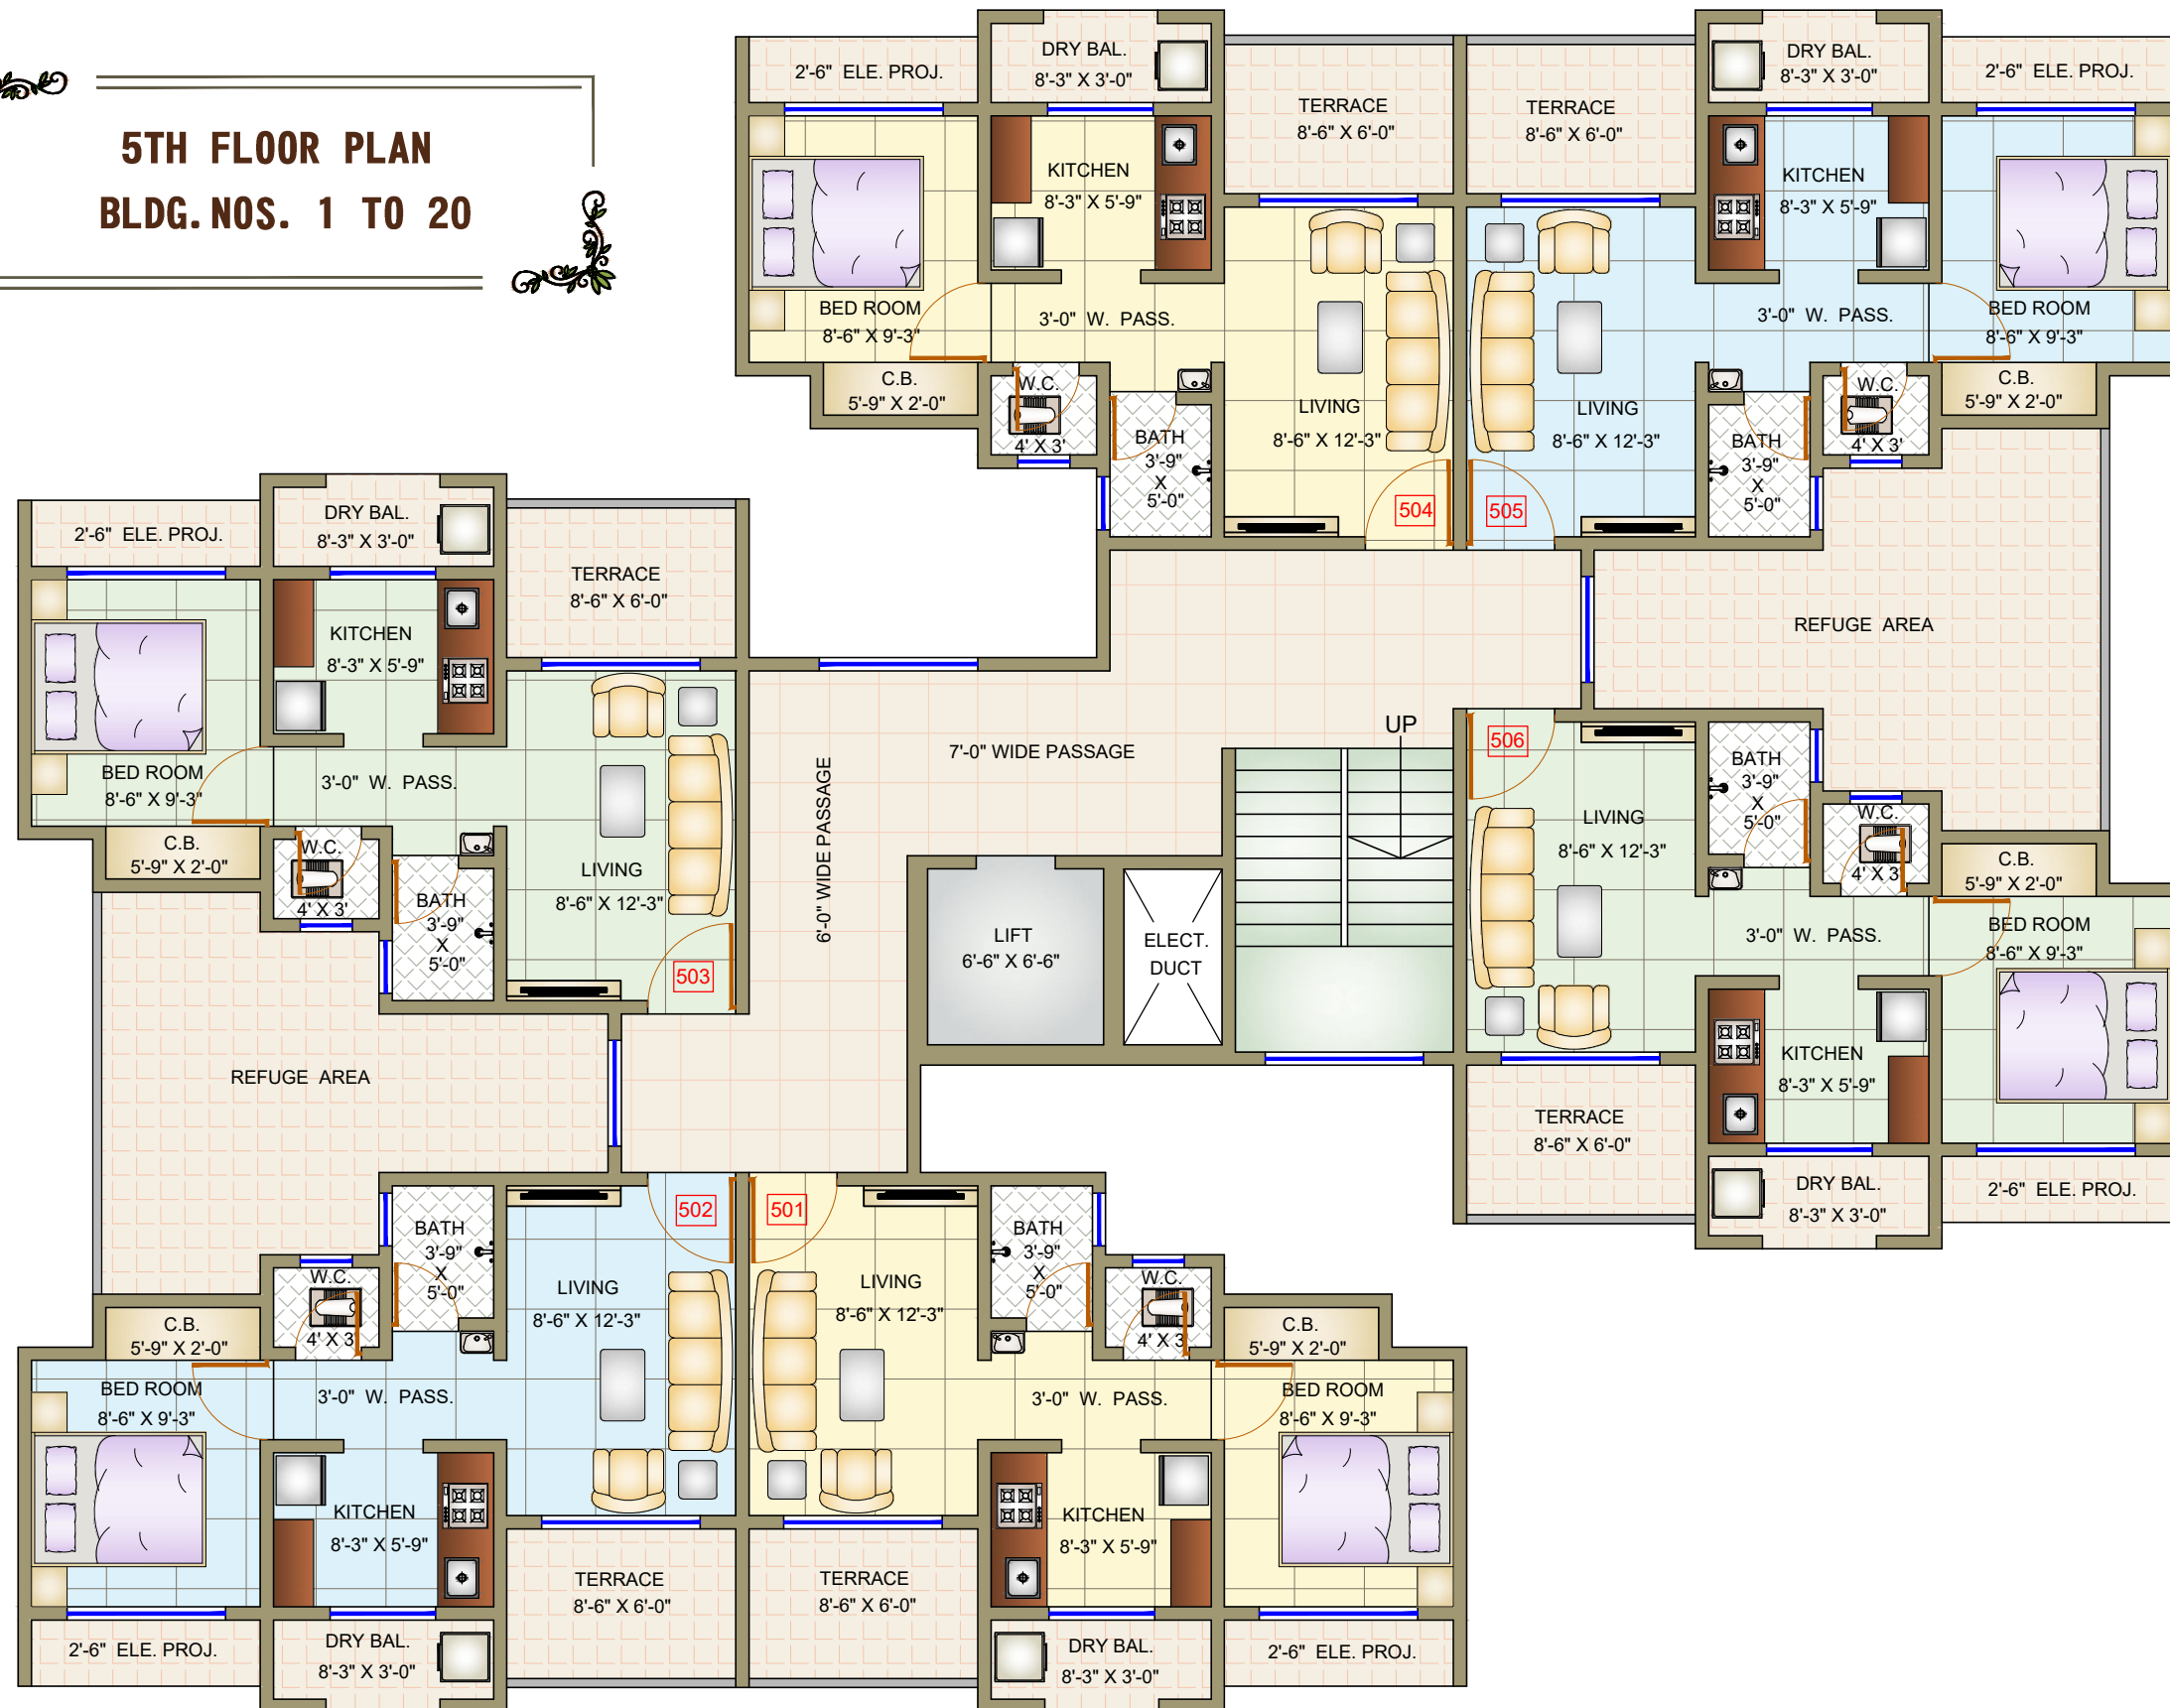 5TH FLOOR PLAN
BLDG. NOS. 1 TO 20
2'-6" ELE. PROJ.
DRY BAL.
8'-3" X 3'-0"
TERRACE
8'-6" X 6'-0"
KITCHEN
8'-3" X 5'-9"
BED ROOM
8'-6" X 9'-3"
3'-0" W. PASS.
C.B.
5'-9" X 2'-0"
W.C.
4' X 3'
BATH
3'-9"
X
5'-0"
LIVING
8'-6" X 12'-3"
504
TERRACE
8'-6" X 6'-0"
DRY BAL.
8'-3" X 3'-0"
2'-6" ELE. PROJ.
KITCHEN
8'-3" X 5'-9"
3'-0" W. PASS.
BED ROOM
8'-6" X 9'-3"
C.B.
5'-9" X 2'-0"
W.C.
4' X 3'
BATH
3'-9"
X
5'-0"
LIVING
8'-6" X 12'-3"
505
2'-6" ELE. PROJ.
DRY BAL.
8'-3" X 3'-0"
TERRACE
8'-6" X 6'-0"
KITCHEN
8'-3" X 5'-9"
BED ROOM
8'-6" X 9'-3"
3'-0" W. PASS.
C.B.
5'-9" X 2'-0"
W.C.
4' X 3'
BATH
3'-9"
X
5'-0"
LIVING
8'-6" X 12'-3"
503
REFUGE AREA
7'-0" WIDE PASSAGE
6'-0" WIDE PASSAGE
UP
LIFT
6'-6" X 6'-6"
ELECT.
DUCT
506
LIVING
8'-6" X 12'-3"
BATH
3'-9"
X
5'-0"
W.C.
4' X 3'
C.B.
5'-9" X 2'-0"
BED ROOM
8'-6" X 9'-3"
3'-0" W. PASS.
KITCHEN
8'-3" X 5'-9"
TERRACE
8'-6" X 6'-0"
DRY BAL.
8'-3" X 3'-0"
2'-6" ELE. PROJ.
REFUGE AREA
502
BATH
3'-9"
X
5'-0"
W.C.
4' X 3'
C.B.
5'-9" X 2'-0"
LIVING
8'-6" X 12'-3"
BED ROOM
8'-6" X 9'-3"
3'-0" W. PASS.
KITCHEN
8'-3" X 5'-9"
TERRACE
8'-6" X 6'-0"
2'-6" ELE. PROJ.
DRY BAL.
8'-3" X 3'-0"
501
LIVING
8'-6" X 12'-3"
BATH
3'-9"
X
5'-0"
W.C.
4' X 3'
C.B.
5'-9" X 2'-0"
3'-0" W. PASS.
BED ROOM
8'-6" X 9'-3"
KITCHEN
8'-3" X 5'-9"
TERRACE
8'-6" X 6'-0"
DRY BAL.
8'-3" X 3'-0"
2'-6" ELE. PROJ.